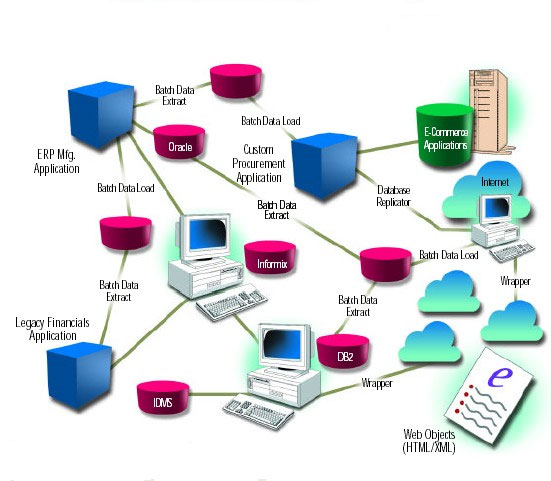 Batch Data
Extract
Batch Data Load
E-Commerce
Applications
Oracle
ERP Mfg.
Application
Custom
Procurement
Application
Internet
Batch Data Load
Database
Replicator
Batch Data
Extract
Batch Data Load
Informix
Batch Data
Extract
Wrapper
Batch Data
Extract
Legacy Financials
Application
DB2
Wrapper
e
IDMS
Web Objects
(HTML/XML)